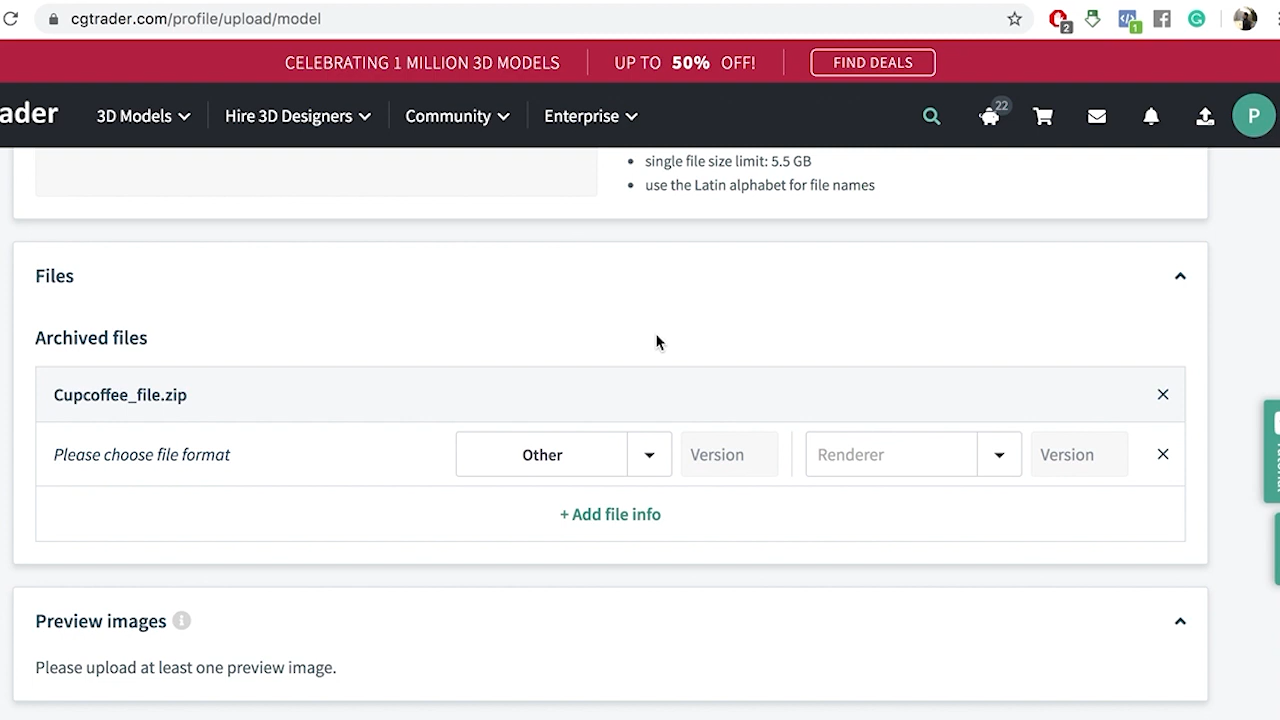 cgtrader.com/profile/upload/model
2
1
CELEBRATING 1 MILLION 3D MODELS
UP TO 50% OFF!
FIND DEALS
ader
3D Models
Hire 3D Designers
Community
Enterprise
22
P
single file size limit: 5.5 GB
use the Latin alphabet for file names
Files
Archived files
Cupcoffee_file.zip
Please choose file format
Other
Version
Renderer
Version
+ Add file info
Preview images
Please upload at least one preview image.